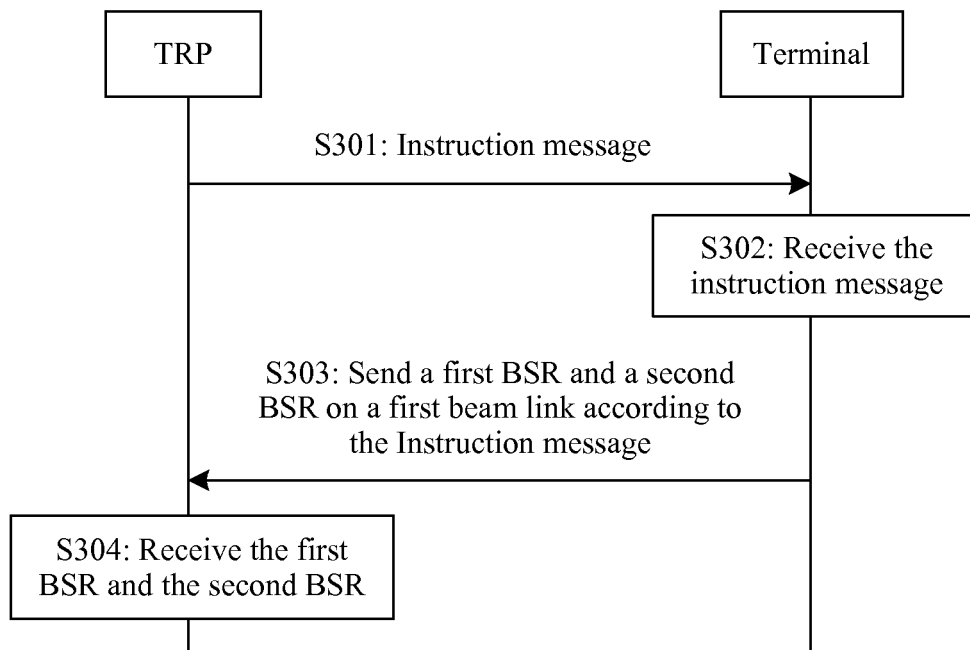 TRP
Terminal
S301: Instruction message
S302: Receive the
instruction message
S303: Send a first BSR and a second
BSR on a first beam link according to
the Instruction message
S304: Receive the first
BSR and the second BSR